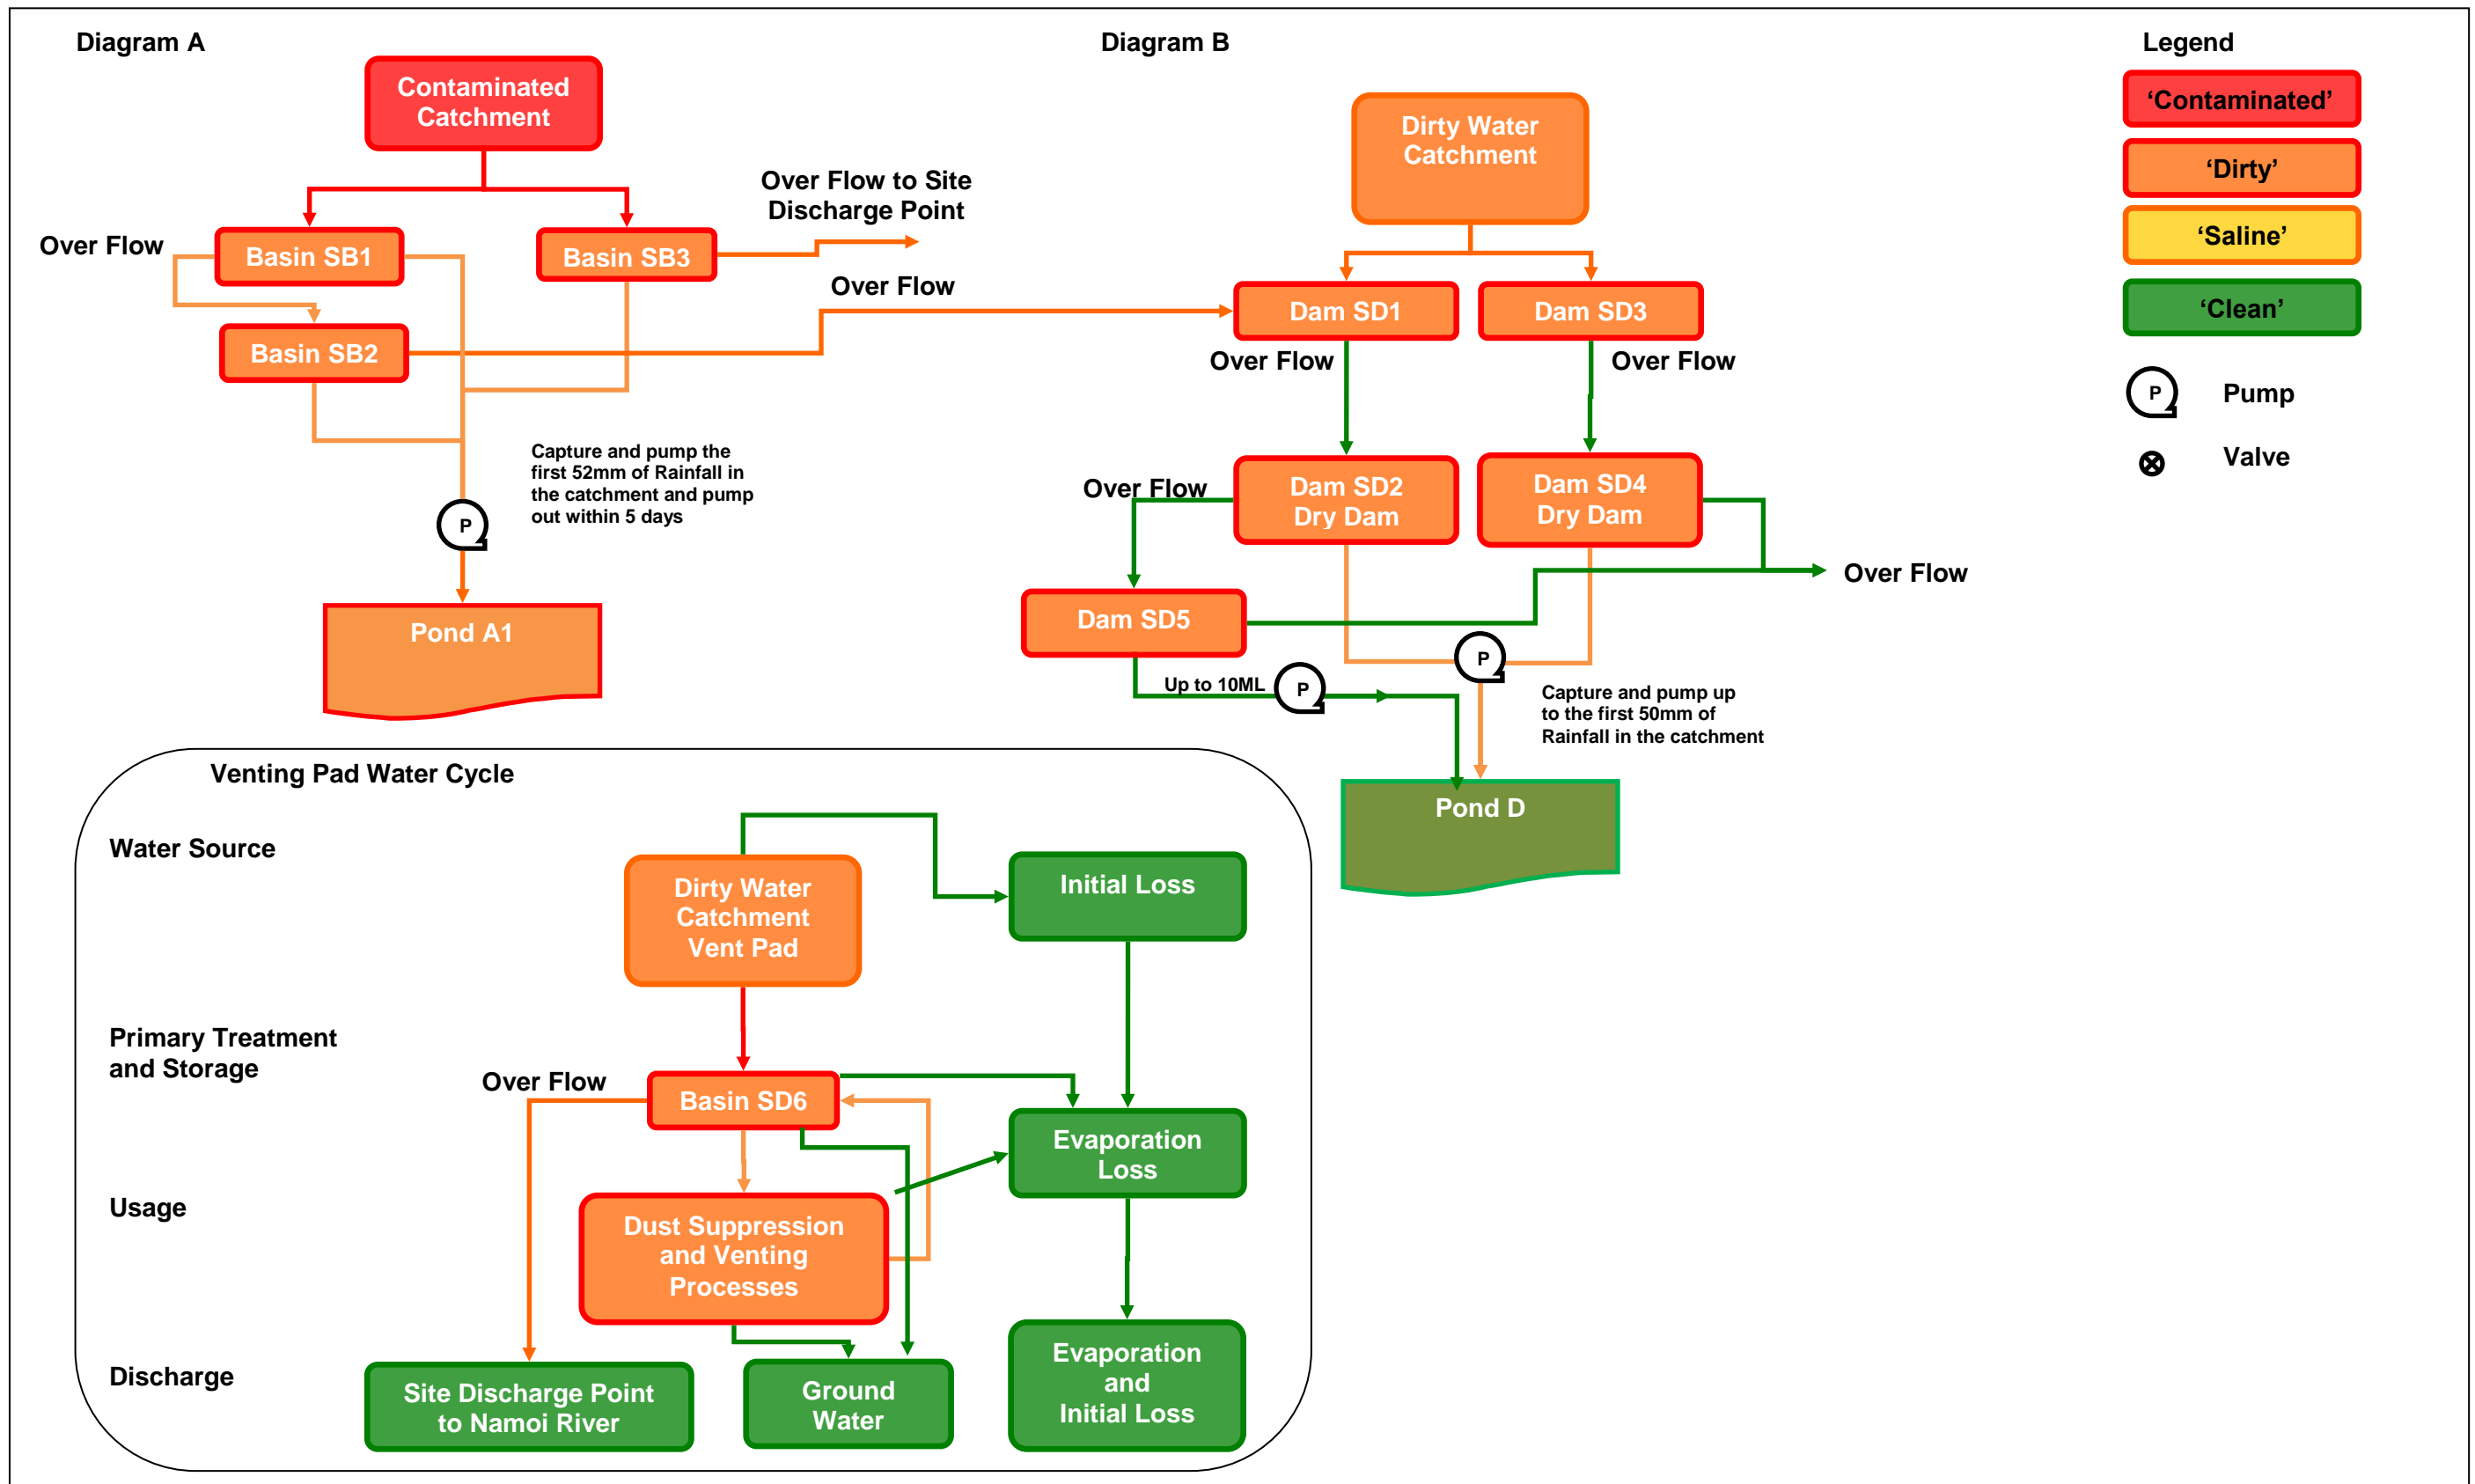 Diagram A
Contaminated
Catchment
Over Flow to Site
Discharge Point
Over Flow
Basin SB1
Basin SB3
Over Flow
Basin SB2
Capture and pump the
first 52mm of Rainfall in
the catchment and pump
out within 5 days
P
Pond A1
Diagram B
Dirty Water
Catchment
Dam SD1
Dam SD3
Over Flow
Over Flow
Over Flow
Dam SD2
Dry Dam
Dam SD4
Dry Dam
Over Flow
Dam SD5
P
Up to 10ML
P
Capture and pump up
to the first 50mm of
Rainfall in the catchment
Pond D
Legend
‘Contaminated’
‘Dirty’
‘Saline’
‘Clean’
P
Pump
Valve
Venting Pad Water Cycle
Water Source
Dirty Water
Catchment
Vent Pad
Initial Loss
Primary Treatment
and Storage
Over Flow
Basin SD6
Evaporation
Loss
Usage
Dust Suppression
and Venting
Processes
Discharge
Site Discharge Point
to Namoi River
Ground
Water
Evaporation
and
Initial Loss